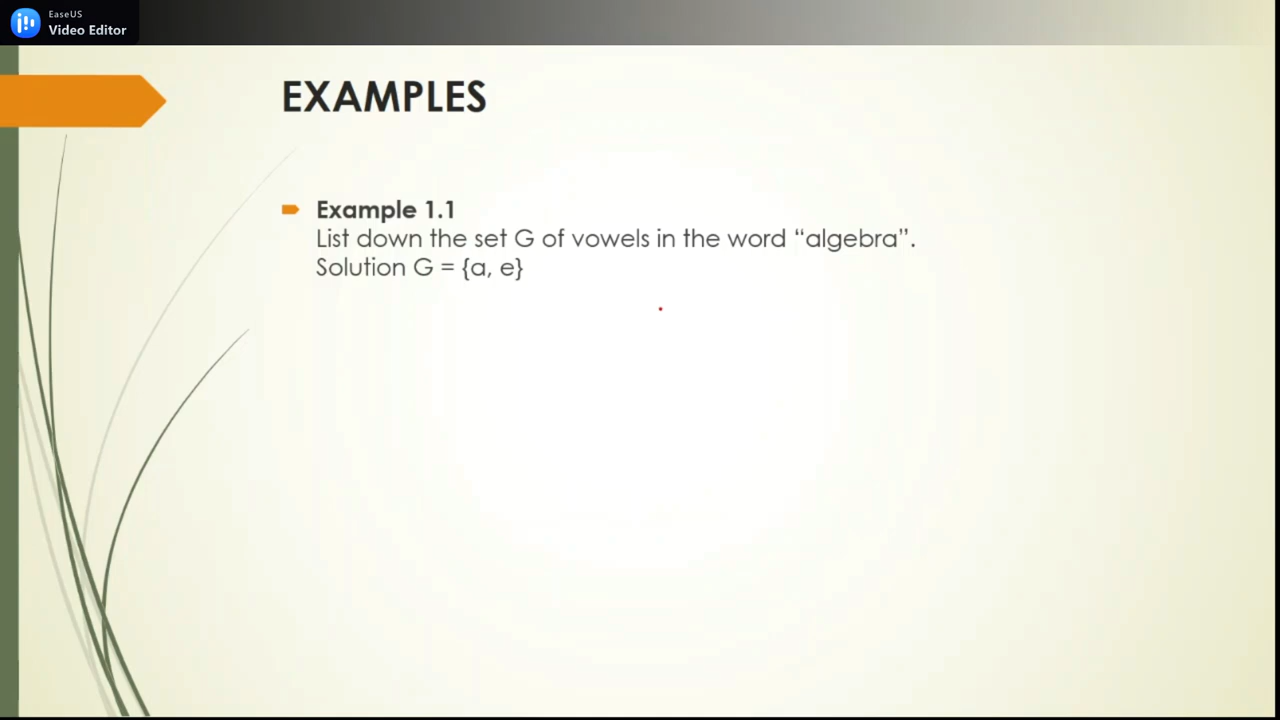 EaseUS
Video Editor
EXAMPLES
Example 1.1
List down the set G of vowels in the word “algebra”.
Solution G = {a, e}